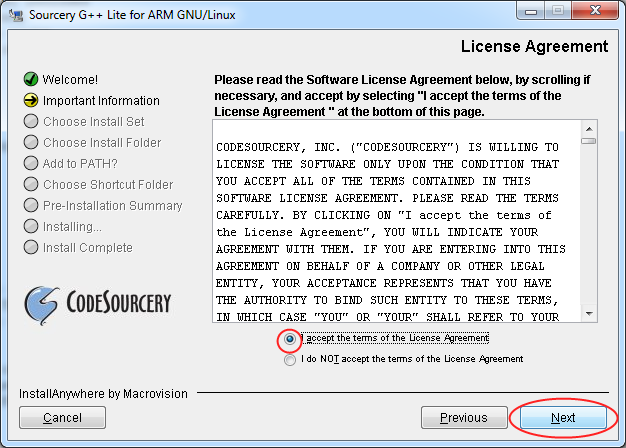 Sourcery G++ Lite for ARM GNU/Linux
License Agreement
Welcome!
Important Information
Choose Install Set
Choose Install Folder
Add to PATH?
Choose Shortcut Folder
Pre-Installation Summary
Installing...
Install Complete
CODESOURCERY
Please read the Software License Agreement below, by scrolling if
necessary, and accept by selecting "I accept the terms of the
License Agreement " at the bottom of this page.
CODESOURCERY, INC. ("CODESOURCERY") IS WILLING TO
LICENSE THE SOFTWARE ONLY UPON THE CONDITION THAT
YOU ACCEPT ALL OF THE TERMS CONTAINED IN THIS
SOFTWARE LICENSE AGREEMENT. PLEASE READ THE TERMS
CAREFULLY. BY CLICKING ON "I accept the terms of
the License Agreement", YOU WILL INDICATE YOUR
AGREEMENT WITH THEM. IF YOU ARE ENTERING INTO THIS
AGREEMENT ON BEHALF OF A COMPANY OR OTHER LEGAL
ENTITY, YOUR ACCEPTANCE REPRESENTS THAT YOU HAVE
THE AUTHORITY TO BIND SUCH ENTITY TO THESE TERMS,
IN WHICH CASE "YOU" OR "YOUR" SHALL REFER TO YOUR
I accept the terms of the License Agreement
I do NOT accept the terms of the License Agreement
InstallAnywhere by Macrovision
Cancel
Previous
Next